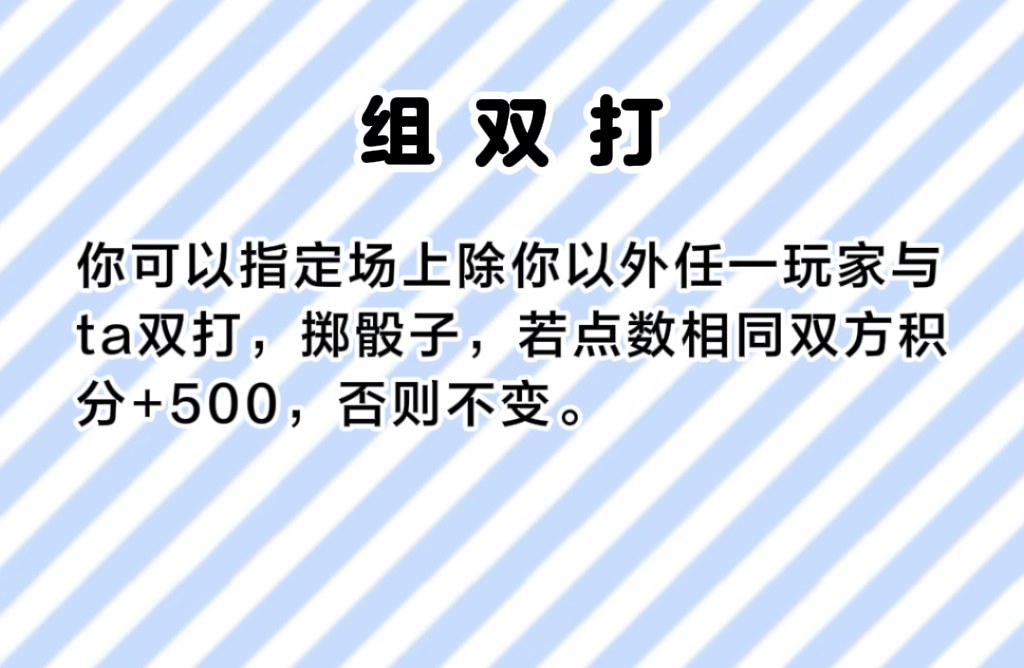 组双打
你可以指定场上除你以外任一玩家与
ta双打，掷骰子，若点数相同双方积
分+500，否则不变。